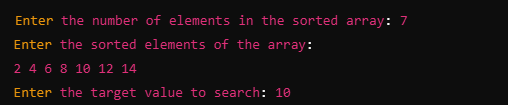 Enter the number of elements in the sorted array: 7
Enter the sorted elements of the array:
2 4 6 8 10 12 14
Enter the target value to search: 10